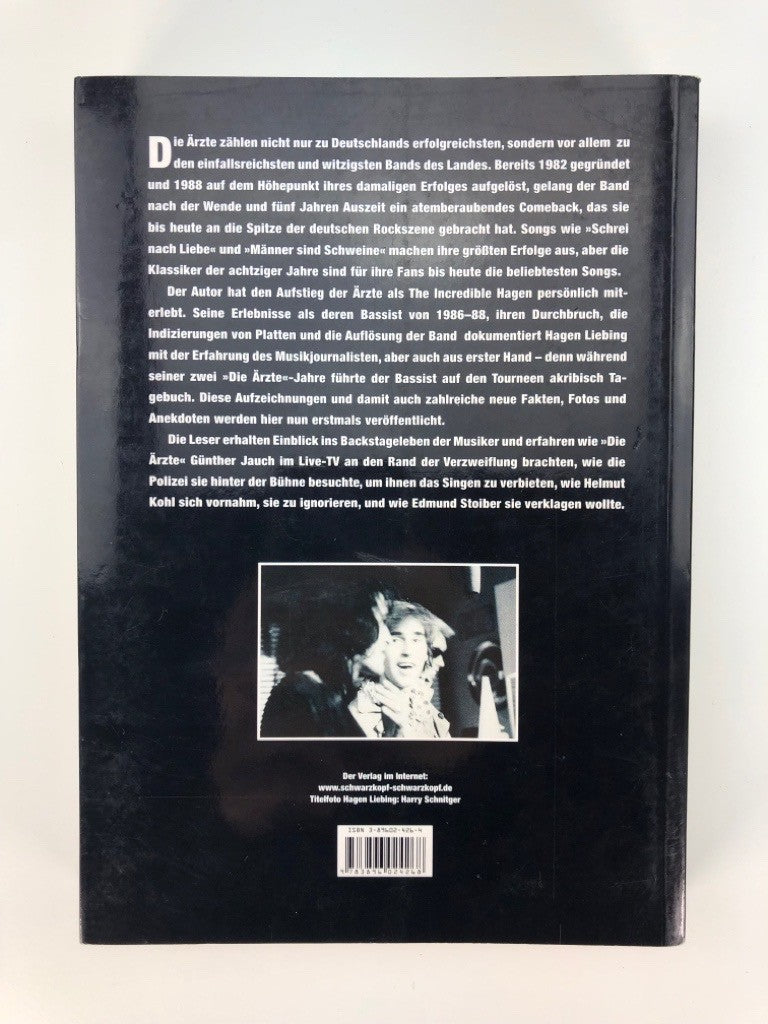 Die Ärzte zählen nicht nur zu Deutschlands erfolgreichsten, sondern vor allem zu
den einfallsreichsten und witzigsten Bands des Landes. Bereits 1982 gegründet
und 1988 auf dem Höhepunkt ihres damaligen Erfolges aufgelöst, gelang der Band
nach der Wende und fünf Jahren Auszeit ein atemberaubendes Comeback, das sie
bis heute an die Spitze der deutschen Rockszene gebracht hat. Songs wie »Schrei
nach Liebe« und »Männer sind Schweine« machen ihre größten Erfolge aus, aber die
Klassiker der achtziger Jahre sind für ihre Fans bis heute die beliebtesten Songs.
Der Autor hat den Aufstieg der Ärzte als The Incredible Hagen persönlich mit-
erlebt. Seine Erlebnisse als deren Bassist von 1986–88, ihren Durchbruch, die
Indizierungen von Platten und die Auflösung der Band dokumentiert Hagen Liebing
mit der Erfahrung des Musikjournalisten, aber auch aus erster Hand – denn während
seiner zwei »Die Ärzte«-Jahre führte der Bassist auf den Tourneen akribisch Ta-
gebuch. Diese Aufzeichnungen und damit auch zahlreiche neue Fakten, Fotos und
Anekdoten werden hier nun erstmals veröffentlicht.
Die Leser erhalten Einblick ins Backstageleben der Musiker und erfahren wie »Die
Ärzte« Günther Jauch im Live-TV an den Rand der Verzweiflung brachten, wie die
Polizei sie hinter der Bühne besuchte, um ihnen das Singen zu verbieten, wie Helmut
Kohl sich vornahm, sie zu ignorieren, und wie Edmund Stoiber sie verklagen wollte.
Der Verlag im Internet:
www.schwarzkopf-schwarzkopf.de
Titelfoto Hagen Liebing: Harry Schnitger
ISBN 3-89602-426-4
9 783896 024268